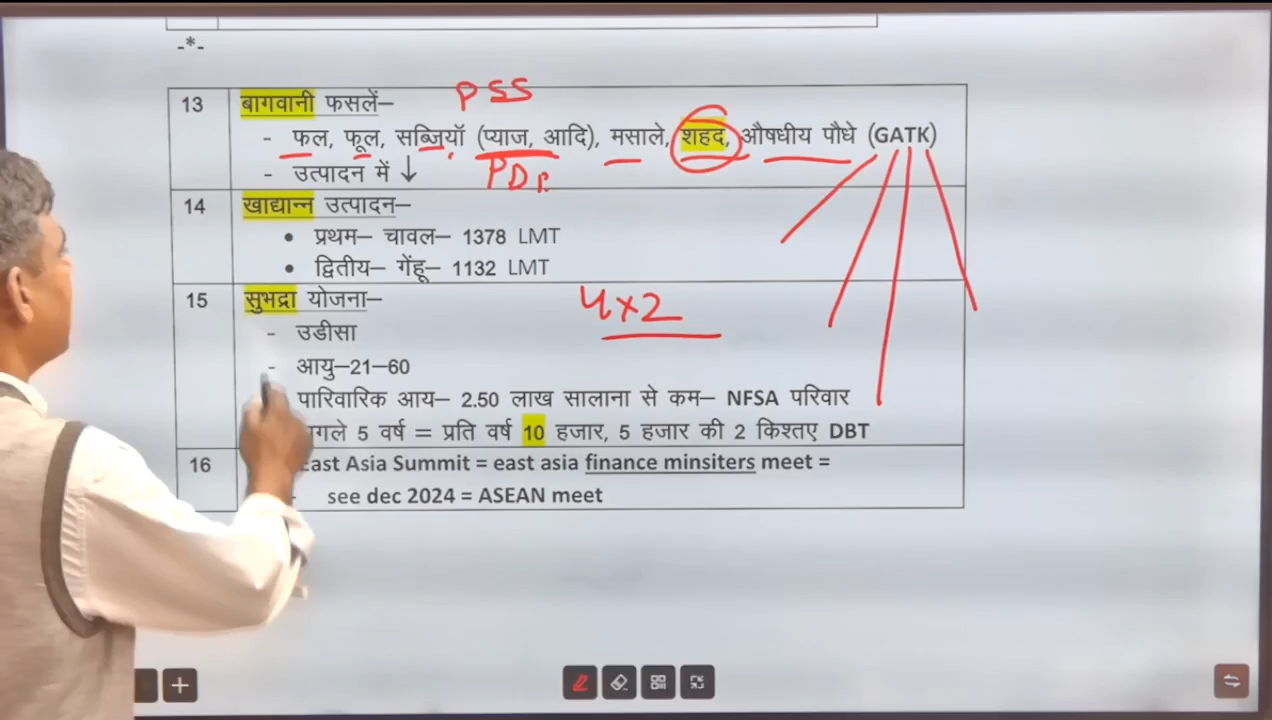 -*-
13 बागवानी फसलें– PSS
- फल, फूल, सब्जियॉ (प्याज, आदि), मसाले, शहद, औषधीय पौधे (GATK)
- उत्पादन में ↓
14 खाद्यान्न उत्पादन–
• प्रथम– चावल– 1378 LMT
• द्वितीय– गेंहू– 1132 LMT
15 सुभद्रा योजना– 4×2
- उडीसा
- आयु–21–60
पारिवारिक आय– 2.50 लाख सालाना से कम– NFSA परिवार
5 वर्ष = प्रति वर्ष 10 हजार, 5 हजार की 2 किश्तए DBT
16 East Asia Summit = east asia finance minsiters meet =
- see dec 2024 = ASEAN meet